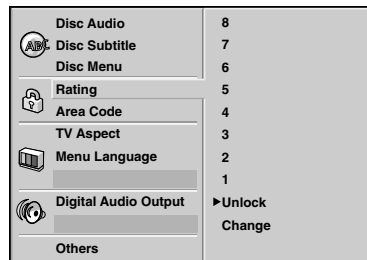 Disc Audio
ABC Disc Subtitle
Disc Menu
Rating
Area Code
TV Aspect
Menu Language
Digital Audio Output
Others
8
7
6
5
4
3
2
1
Unlock
Change